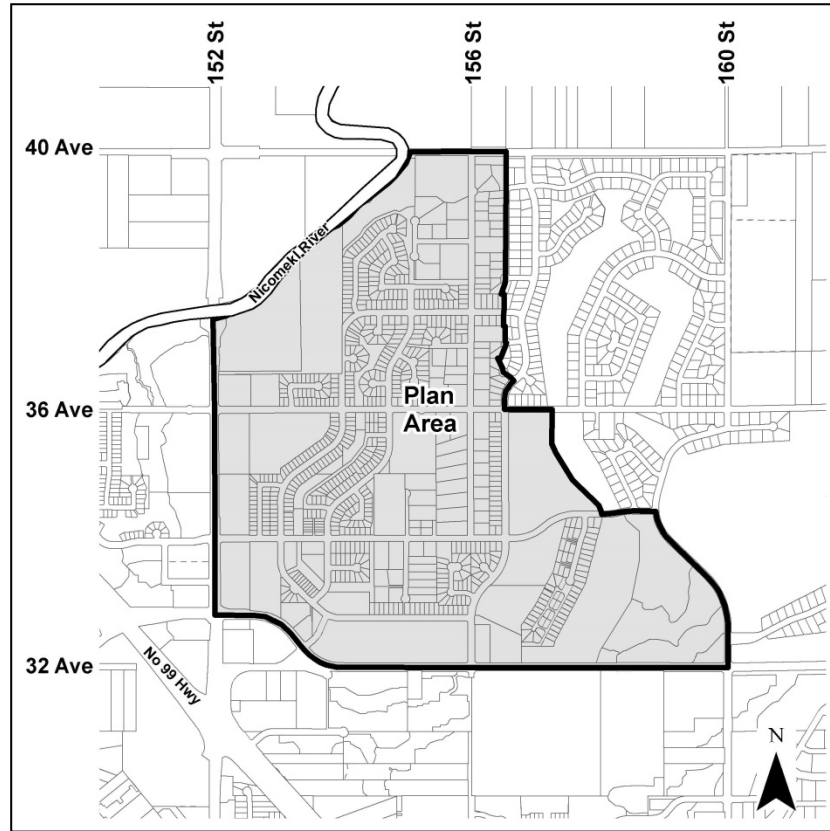 152 St
156 St
160 St
40 Ave
Nicomekl River
36 Ave
Plan
Area
32 Ave
No 99 Hwy
N